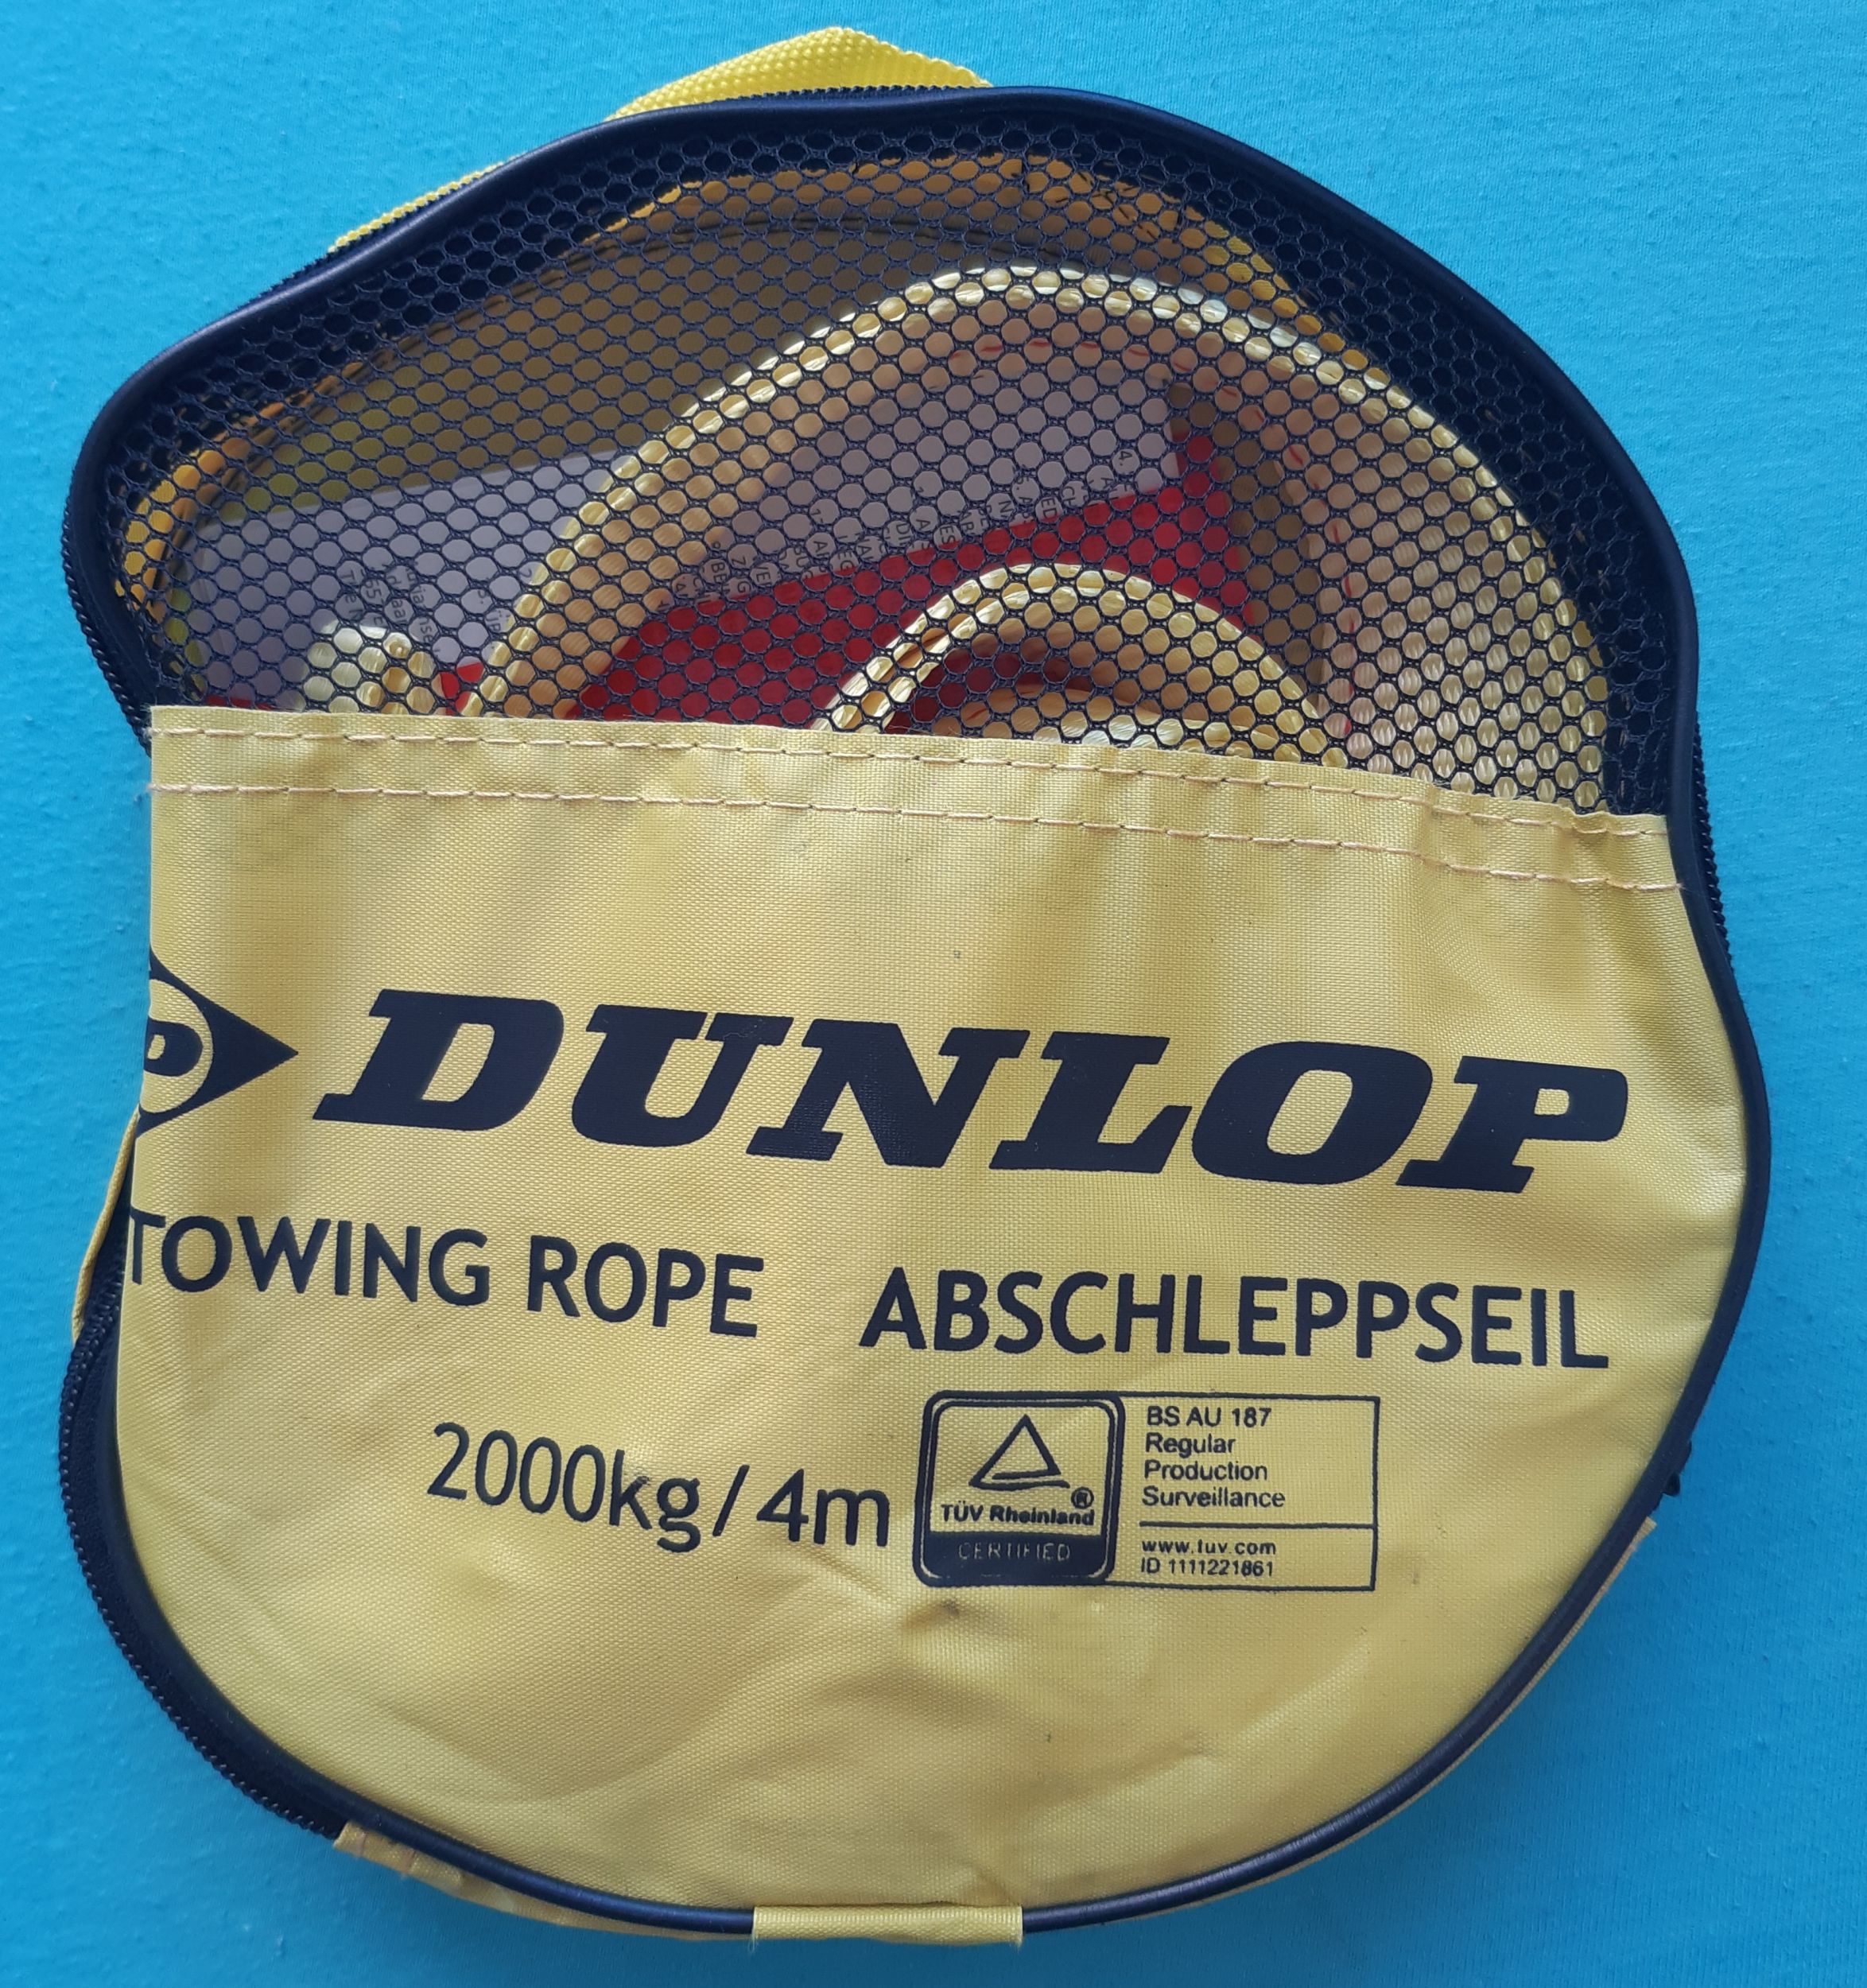 DUNLOP
TOWING ROPE ABSCHLEPPSEIL
2000kg/4m
TÜV Rheinland®
CERTIFIED
BS AU 187
Regular
Production
Surveillance
www.tuv.com
ID 1111221861